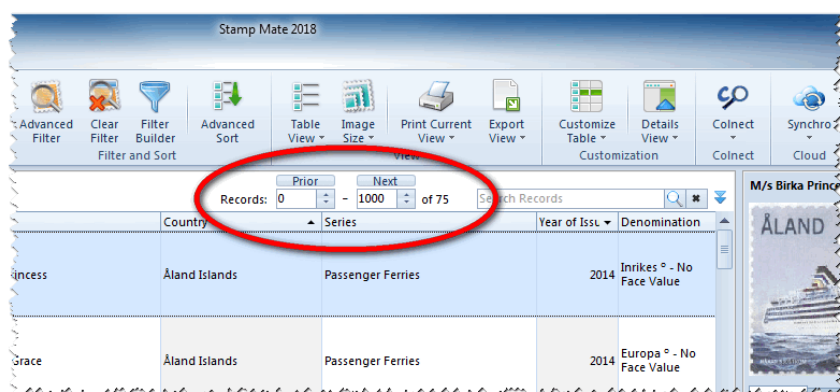 Stamp Mate 2018
Advanced Filter
Clear Filter
Filter Builder
Advanced Sort
Table View
Image Size
Print Current View
Export View
Customize Table
Details View
Colnect
Synchro
Filter and Sort
View
Customization
Colnect
Cloud
Prior Next
Records: 0 - 1000 of 75
Search Records
M/s Birka Princ
Country Series Year of Issu Denomination
ÅLAND
incess Åland Islands Passenger Ferries 2014 Inrikes º - No
Face Value
Grace Åland Islands Passenger Ferries 2014 Europa º - No
Face Value